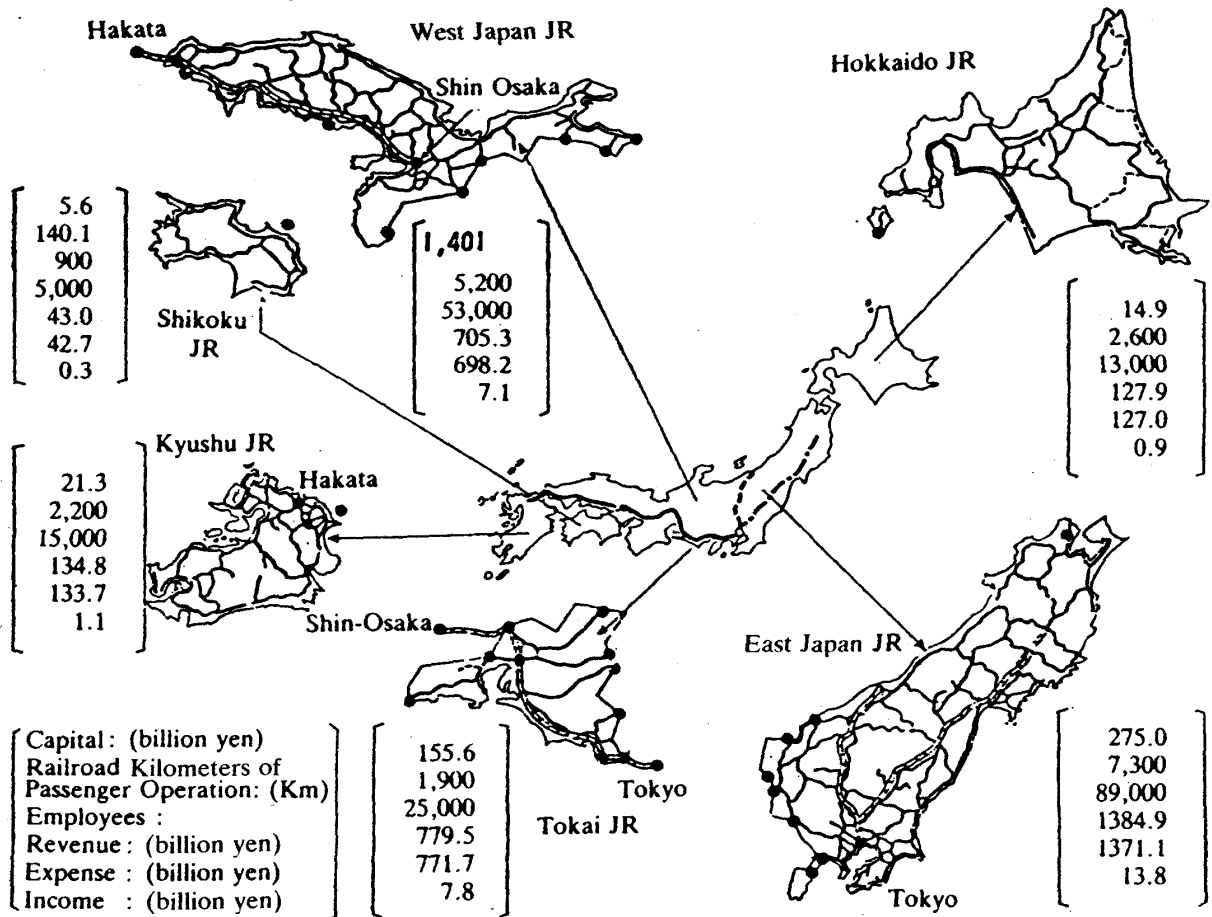 Hakata
West Japan JR
Shin Osaka
Hokkaido JR
5.6
140.1
900
5,000
43.0
42.7
0.3
Shikoku
JR
1,401
5,200
53,000
705.3
698.2
7.1
14.9
2,600
13,000
127.9
127.0
0.9
Kyushu JR
Hakata
21.3
2,200
15,000
134.8
133.7
1.1
Shin-Osaka
East Japan JR
Capital : (billion yen)
Railroad Kilometers of
Passenger Operation: (Km)
Employees :
Revenue : (billion yen)
Expense : (billion yen)
Income : (billion yen)
155.6
1,900
25,000
779.5
771.7
7.8
Tokyo
Tokai JR
275.0
7,300
89,000
1384.9
1371.1
13.8
Tokyo